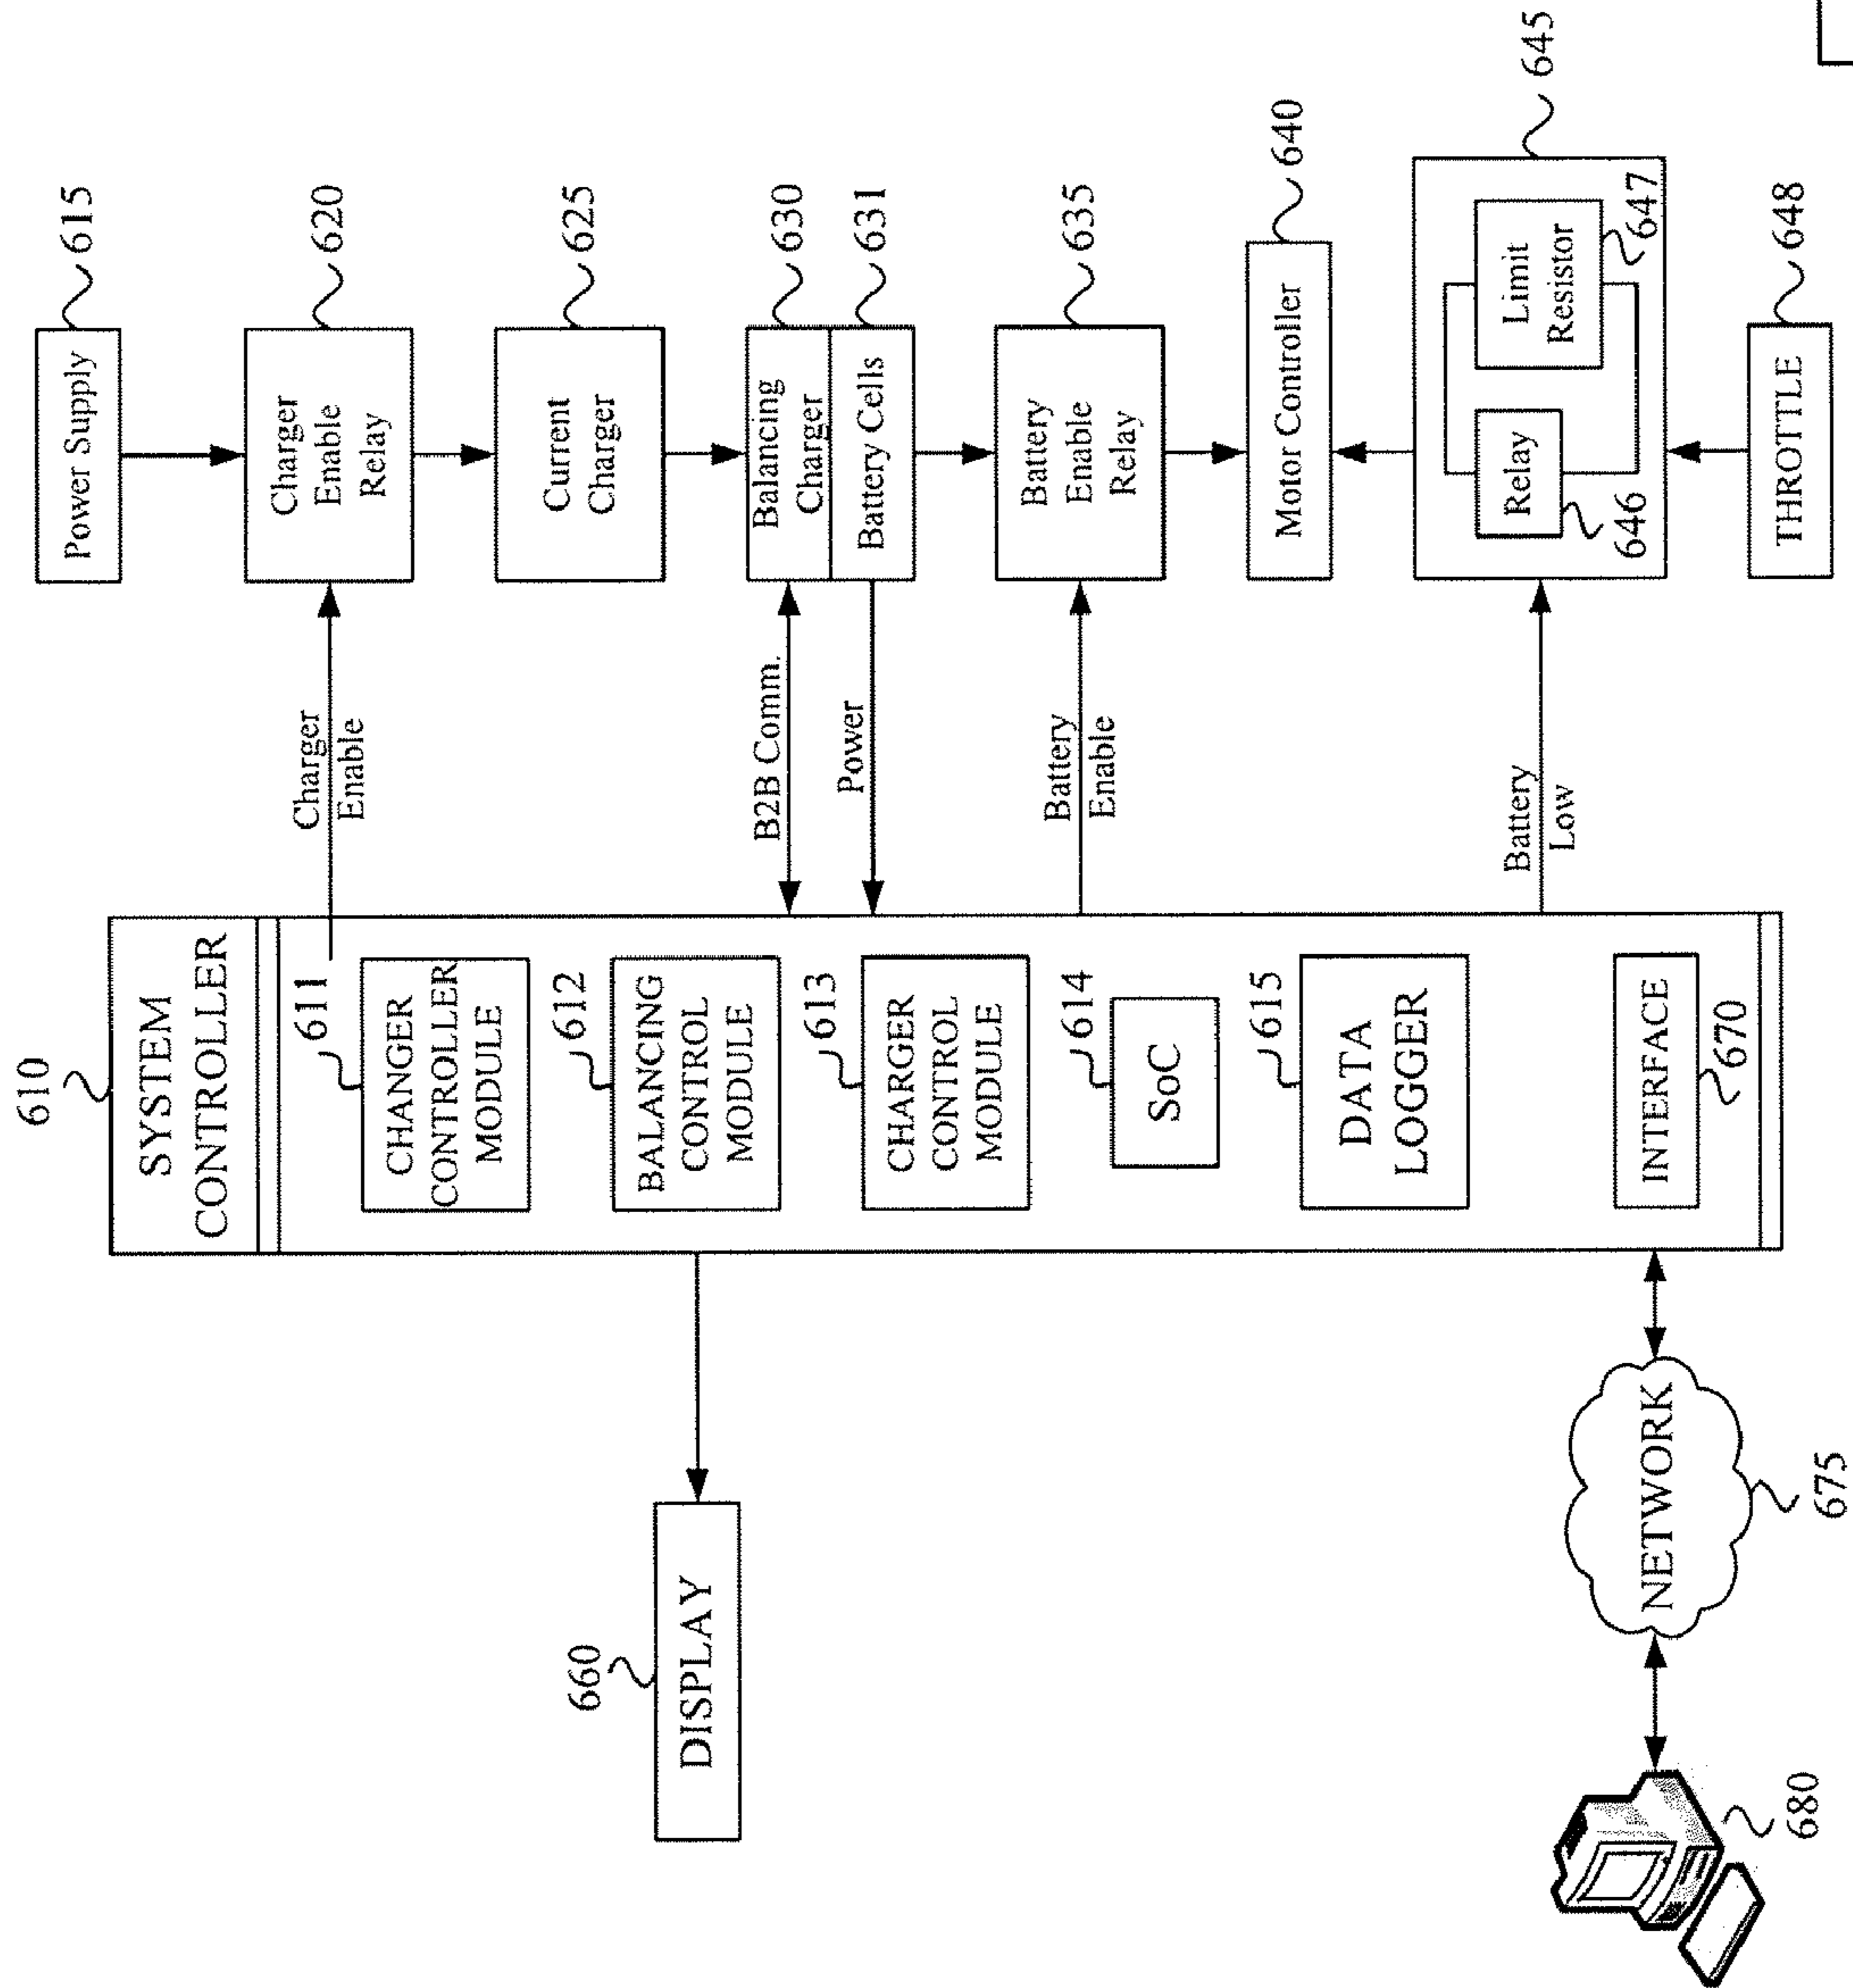 610
SYSTEM
CONTROLLER
611
CHANGER
CONTROLLER
MODULE
612
BALANCING
CONTROL
MODULE
613
CHARGER
CONTROL
MODULE
614
SoC
615
DATA
LOGGER
INTERFACE
670
660
DISPLAY
NETWORK
675
680
Charger
Enable
B2B Comm.
Power
Battery
Enable
Battery
Low
Power Supply
615
Charger
Enable
Relay
620
Current
Charger
625
Balancing
Charger
630
Battery Cells
631
Battery
Enable
Relay
635
Motor Controller
640
645
Relay
646
Limit
Resistor
647
THROTTLE
648